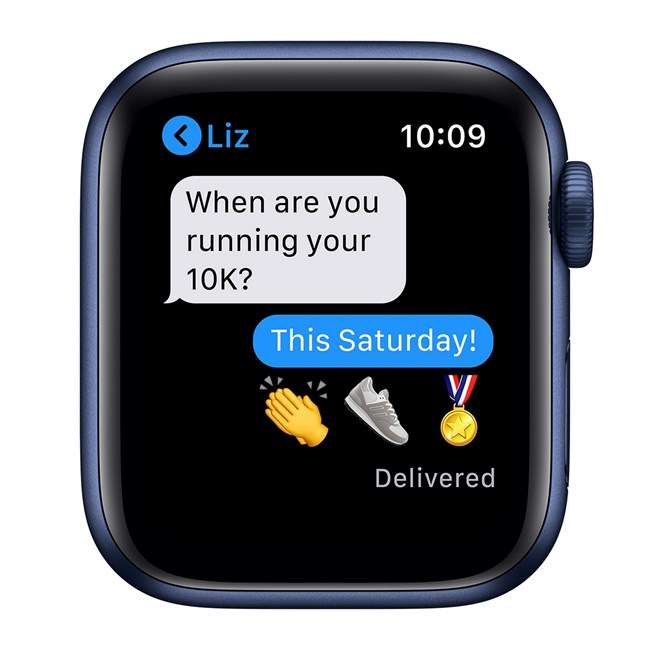 Liz 10:09
When are you
running your
10K?
This Saturday!
👏 👟 🏅
Delivered